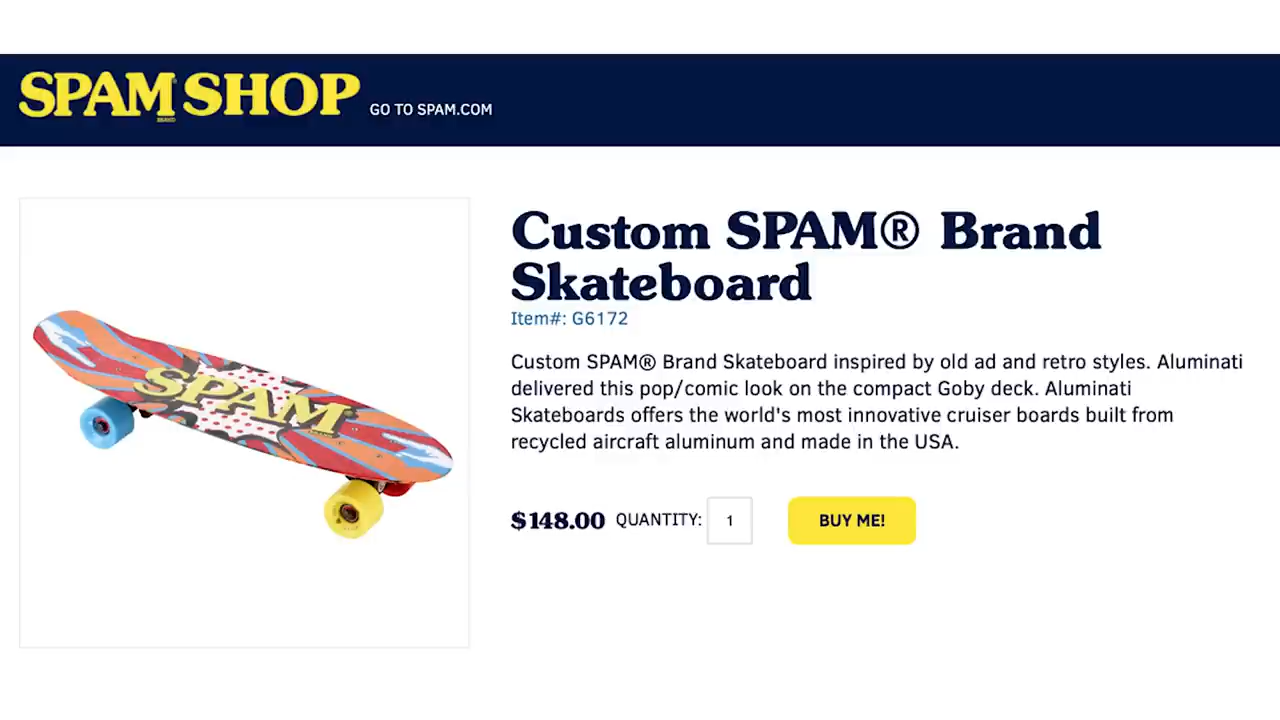 SPAM SHOP GO TO SPAM.COM
BRAND
Custom SPAM® Brand
Skateboard
Item#: G6172
Custom SPAM® Brand Skateboard inspired by old ad and retro styles. Aluminati
delivered this pop/comic look on the compact Goby deck. Aluminati
Skateboards offers the world's most innovative cruiser boards built from
recycled aircraft aluminum and made in the USA.
SPAM
$148.00 QUANTITY: 1 BUY ME!